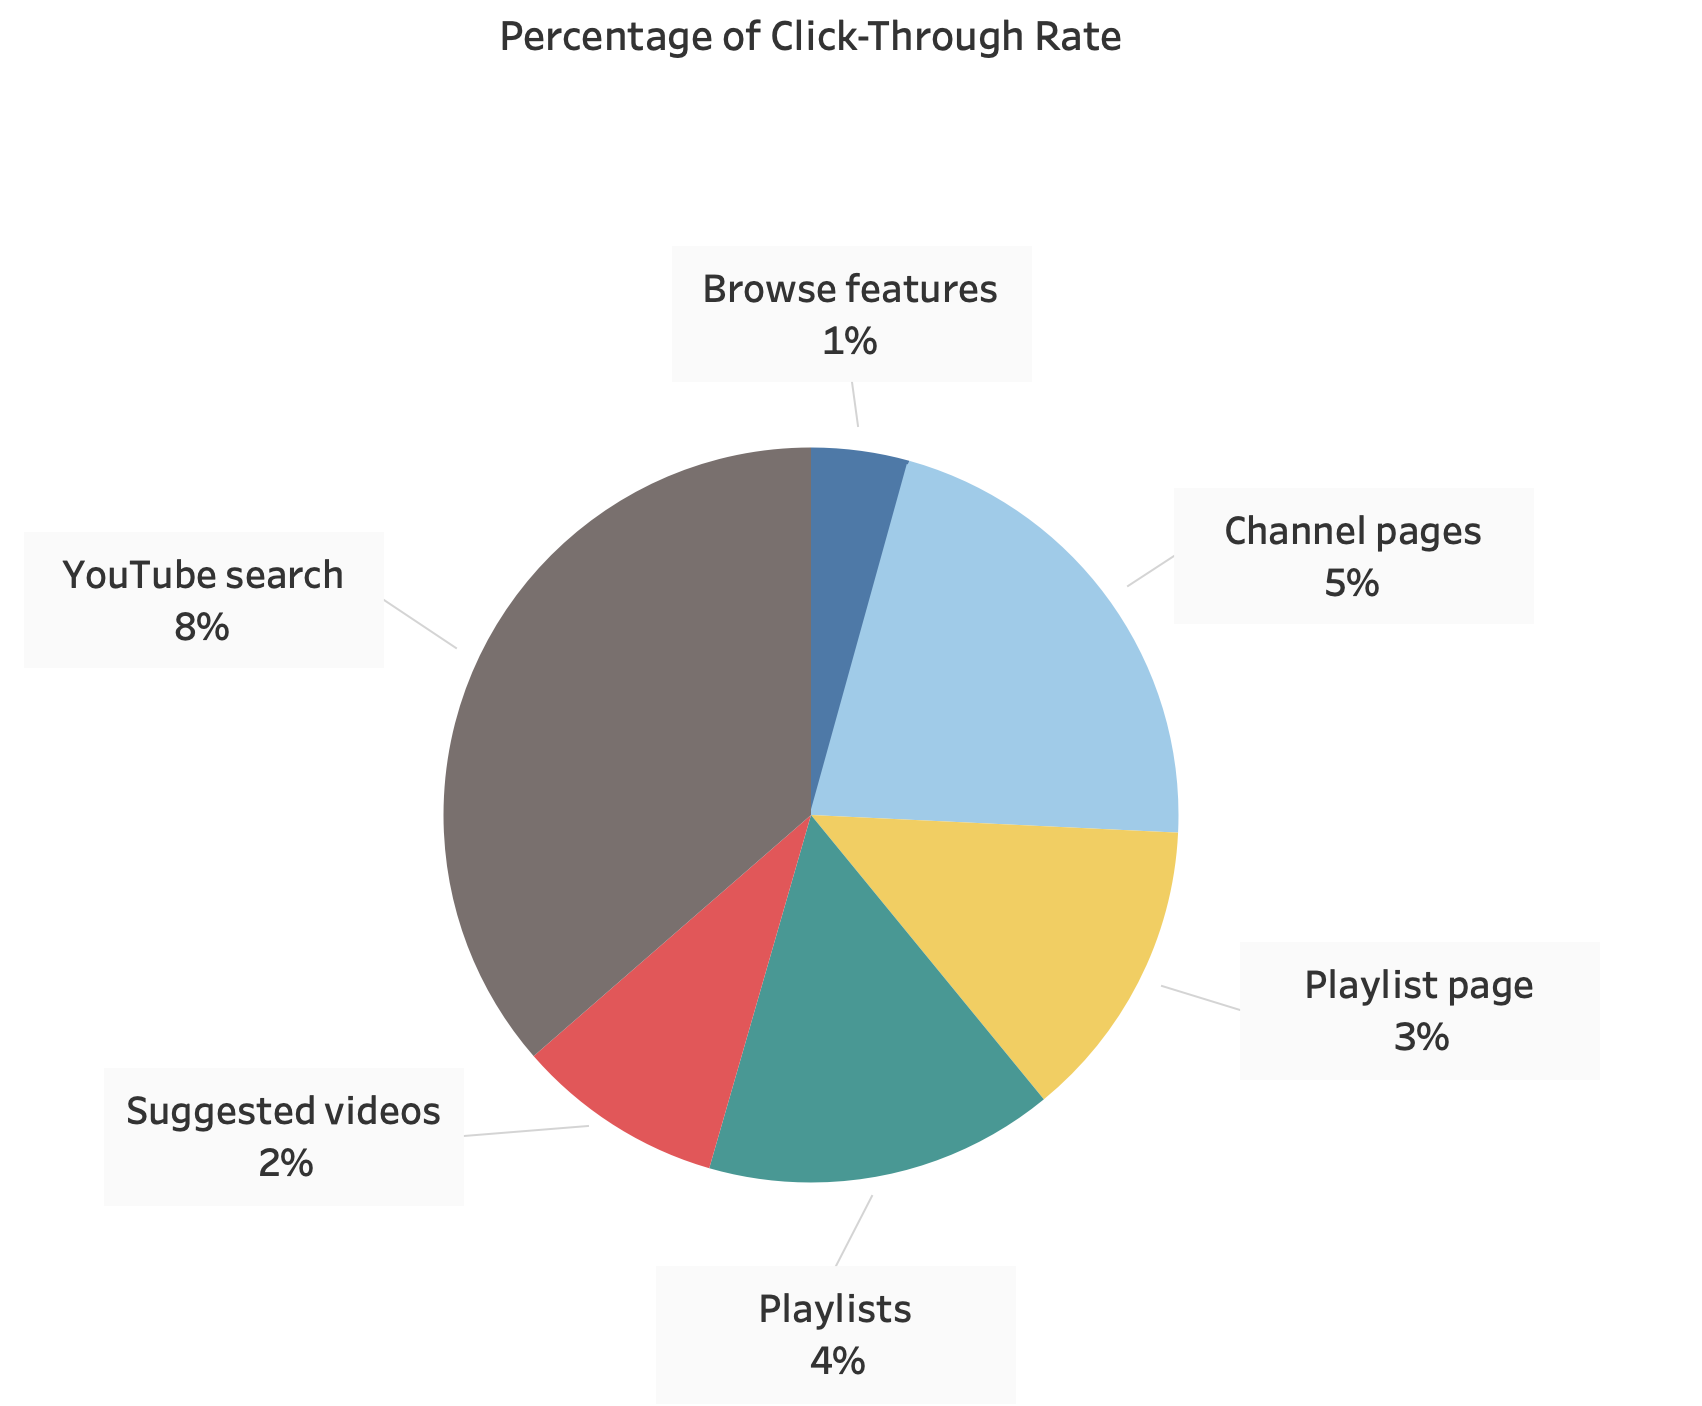 Percentage of Click-Through Rate
Browse features
1%
Channel pages
5%
YouTube search
8%
Playlist page
3%
Suggested videos
2%
Playlists
4%